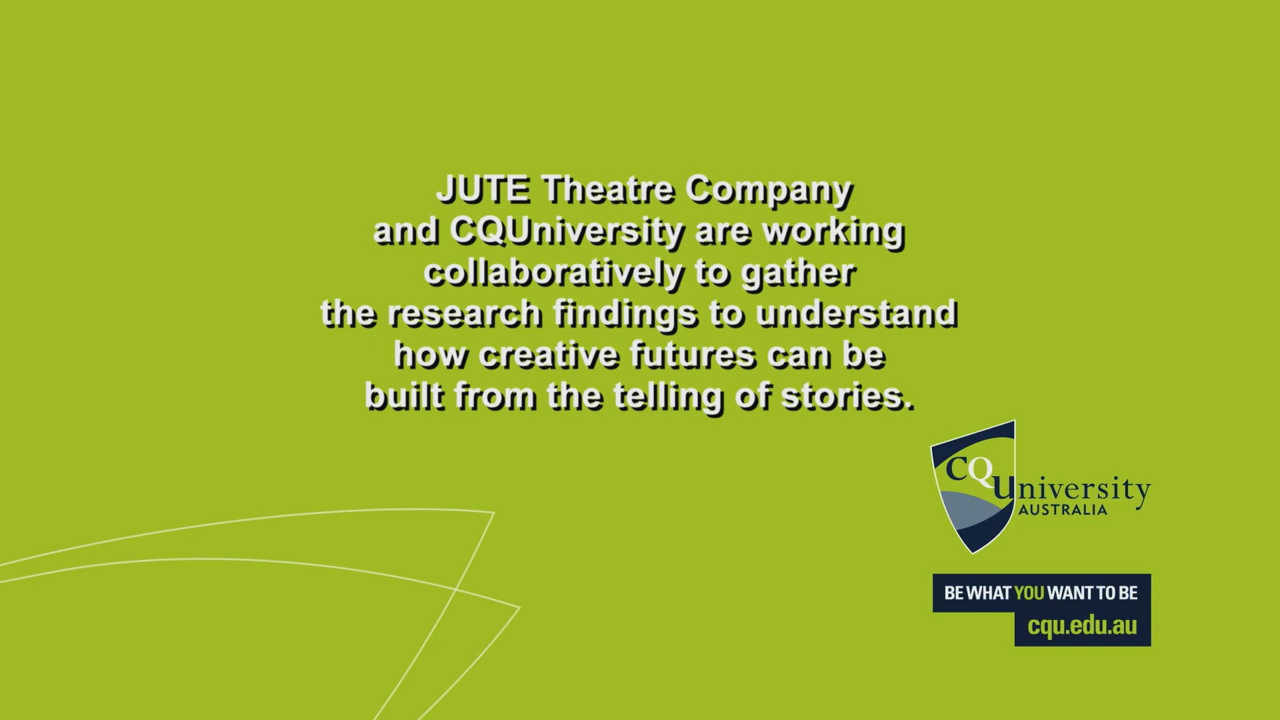 JUTE Theatre Company
and CQUniversity are working
collaboratively to gather
the research findings to understand
how creative futures can be
built from the telling of stories.
CQUniversity
AUSTRALIA
BE WHAT YOU WANT TO BE
cqu.edu.au